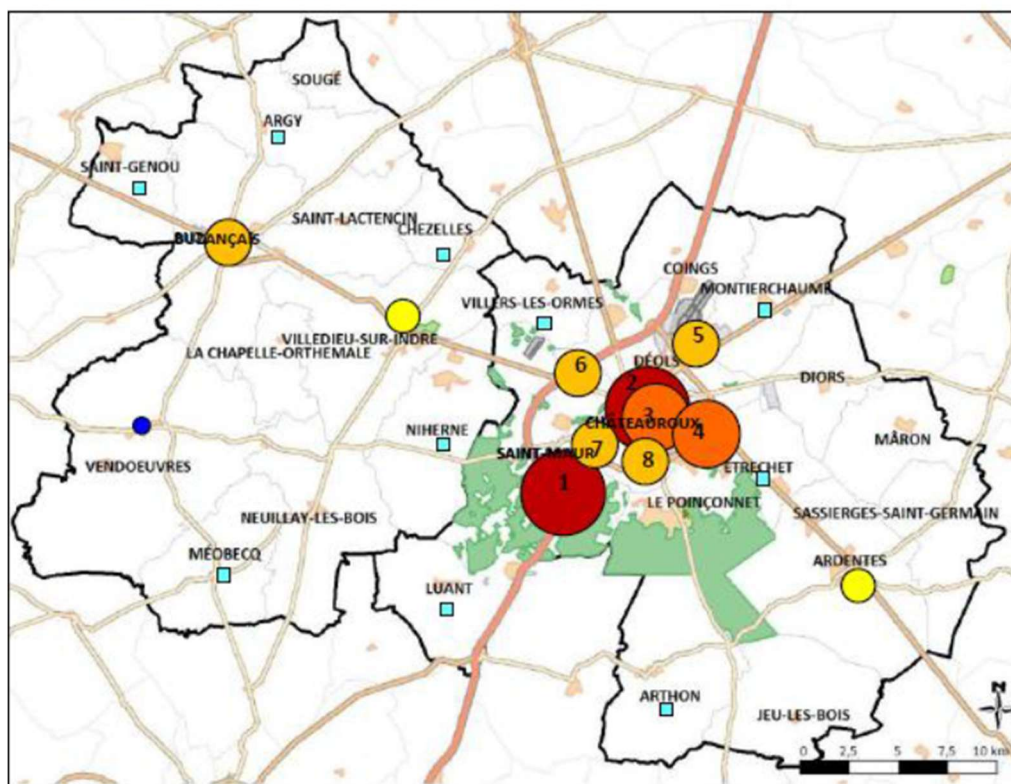 SOUGÉ
ARGY
SAINT-GENOU
SAINT-LACTENCIN
CHEZELLES
BUZANÇAIS
COINGS
MONTIERCHAUME
VILLERS-LES-ORMES
5
VILLEDIEU-SUR-INDRE
LA CHAPELLE-ORTHEMALE
6
DÉOLS
2
DIORS
3
CHÂTEAUROUX
4
NIHERNE
MÂRON
SAINT-MAUR
7
8
VENDOEUVRES
ETRECHET
1
LE POINÇONNET
NEUILLAY-LES-BOIS
SASSIERGES-SAINT-GERMAIN
MÉOBECQ
ARDENTES
LUANT
ARTHON
JEU-LES-BOIS
N
0 2,5 5 7,5 10 km